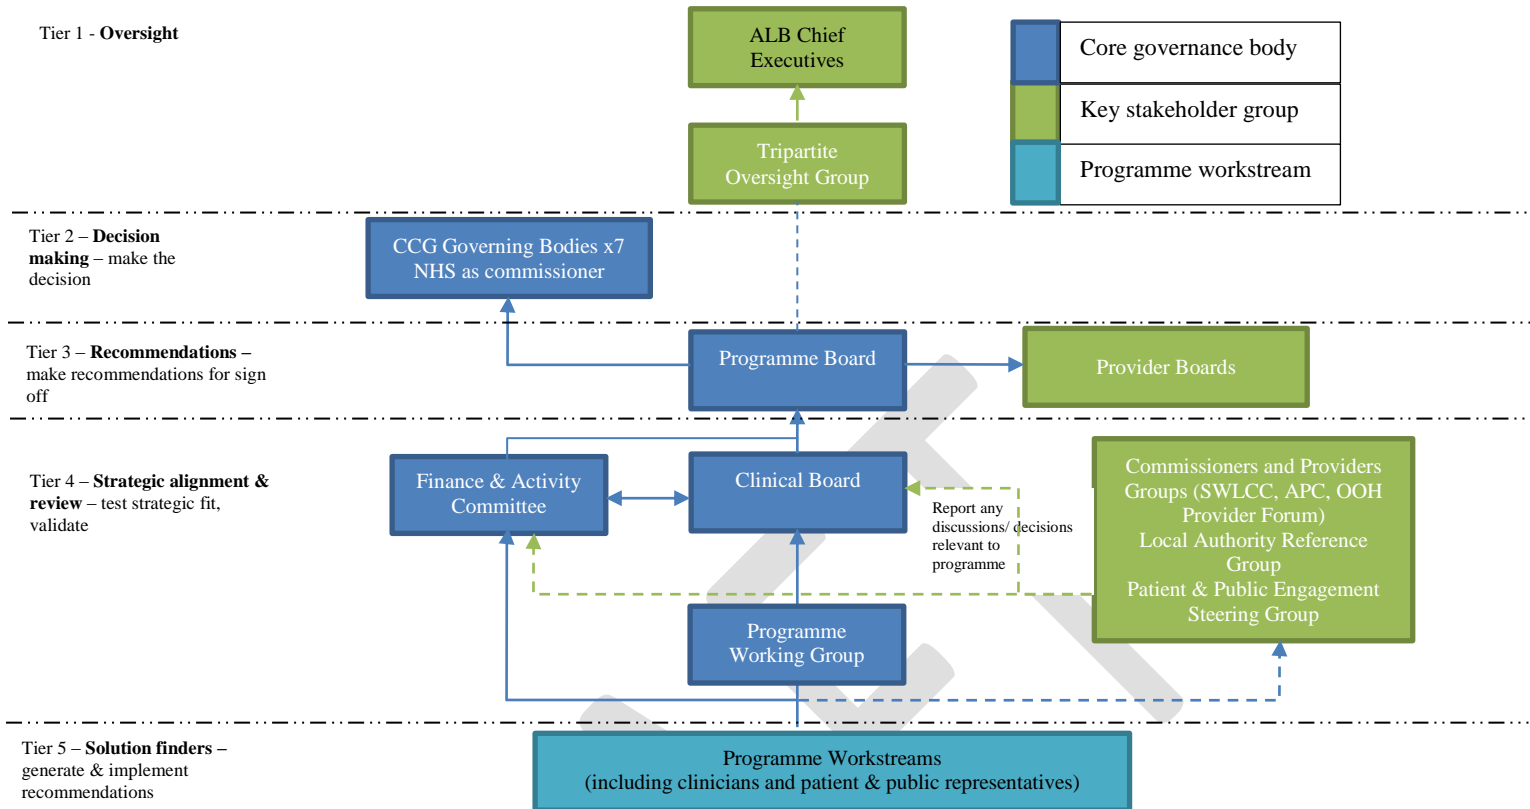 Tier 1 - Oversight
ALB Chief
Executives
Core governance body
Key stakeholder group
Programme workstream
Tripartite
Oversight Group
Tier 2 – Decision
making – make the
decision
CCG Governing Bodies x7
NHS as commissioner
Tier 3 – Recommendations –
make recommendations for sign
off
Programme Board
Provider Boards
Tier 4 – Strategic alignment &
review – test strategic fit,
validate
Finance & Activity
Committee
Clinical Board
Report any
discussions/ decisions
relevant to
programme
Commissioners and Providers
Groups (SWLCC, APC, OOH
Provider Forum)
Local Authority Reference
Group
Patient & Public Engagement
Steering Group
Programme
Working Group
Tier 5 – Solution finders –
generate & implement
recommendations
Programme Workstreams
(including clinicians and patient & public representatives)